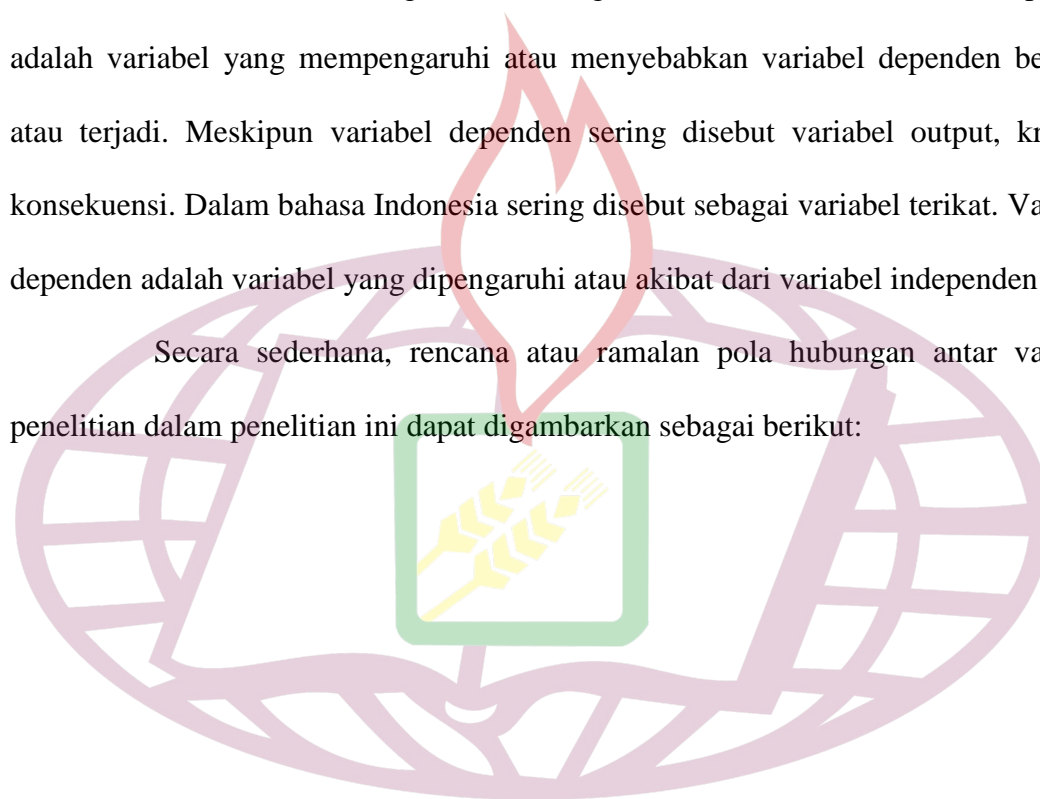 adalah variabel yang mempengaruhi atau menyebabkan variabel dependen be
atau terjadi. Meskipun variabel dependen sering disebut variabel output, kr
konsekuensi. Dalam bahasa Indonesia sering disebut sebagai variabel terikat. Va
dependen adalah variabel yang dipengaruhi atau akibat dari variabel independen
Secara sederhana, rencana atau ramalan pola hubungan antar va
penelitian dalam penelitian ini dapat digambarkan sebagai berikut: